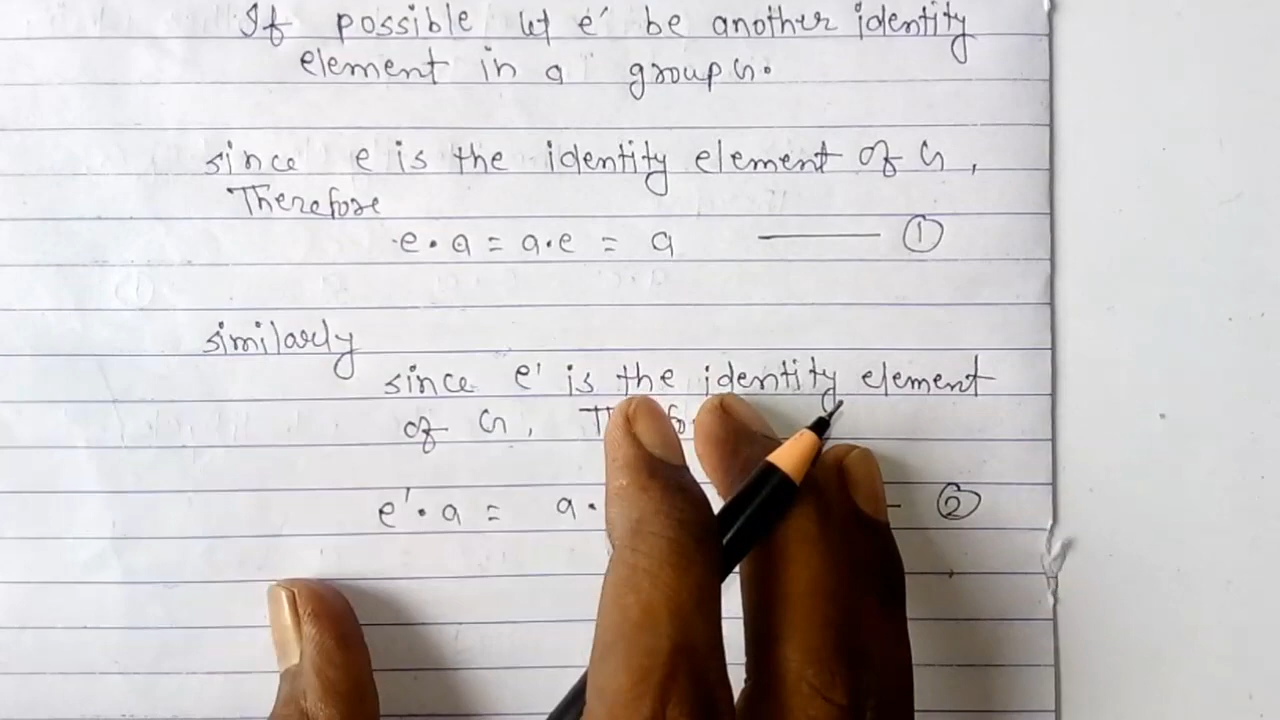 If possible let e' be another identity
element in a group G.
since e is the identity element of G,
Therefore
e · a = a · e = a ——— ①
similarly
since e' is the identity element
of G,
e' · a = a · — ②